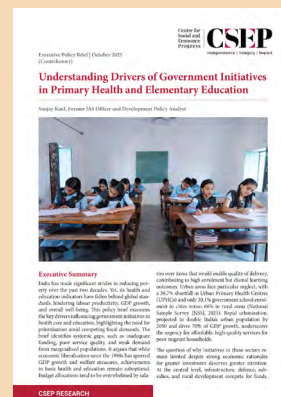 Centre for
Social and
Economic
Progress
CSEP
Independence | Integrity | Impact
Executive Policy Brief | October 2025
(Contributory)
Understanding Drivers of Government Initiatives
in Primary Health and Elementary Education
Sanjay Kaul, Former IAS Officer and Development Policy Analyst
Executive Summary
India has made significant strides in reducing pov-
erty over the past two decades. Yet, its health and
education indicators have fallen behind global stan-
dards, hindering labour productivity, GDP growth,
and overall well-being. This policy brief examines
the key drivers influencing government initiatives in
health care and education, highlighting the need for
prioritisation amid competing fiscal demands. The
brief identifies systemic gaps, such as inadequate
funding, poor service quality, and weak demand
from marginalised populations. It argues that while
economic liberalisation since the 1990s has spurred
GDP growth and welfare measures, achievements
in basic health and education remain suboptimal.
Budget allocations tend to be overwhelmed by sala-
ries over items that would enable quality of delivery,
contributing to high enrolment but dismal learning
outcomes. Urban areas face particular neglect, with
a shortfall in Urban Primary Health Centres
(UPHCs) and only 30.1% government school enrol-
ment in cities versus 66% in rural areas (National
Sample Survey [NSS], 2025). Rapid urbanisation,
projected to double India's urban population by
2050 and drive 70% of GDP growth, underscores
the urgency for affordable, high-quality services for
poor migrant households.
The question of why initiatives in these sectors re-
main limited despite strong economic rationales
for greater investment deserves greater attention.
At the central level, infrastructure, defence, sub-
sidies, and rural development compete for funds,
CSEP RESEARCH